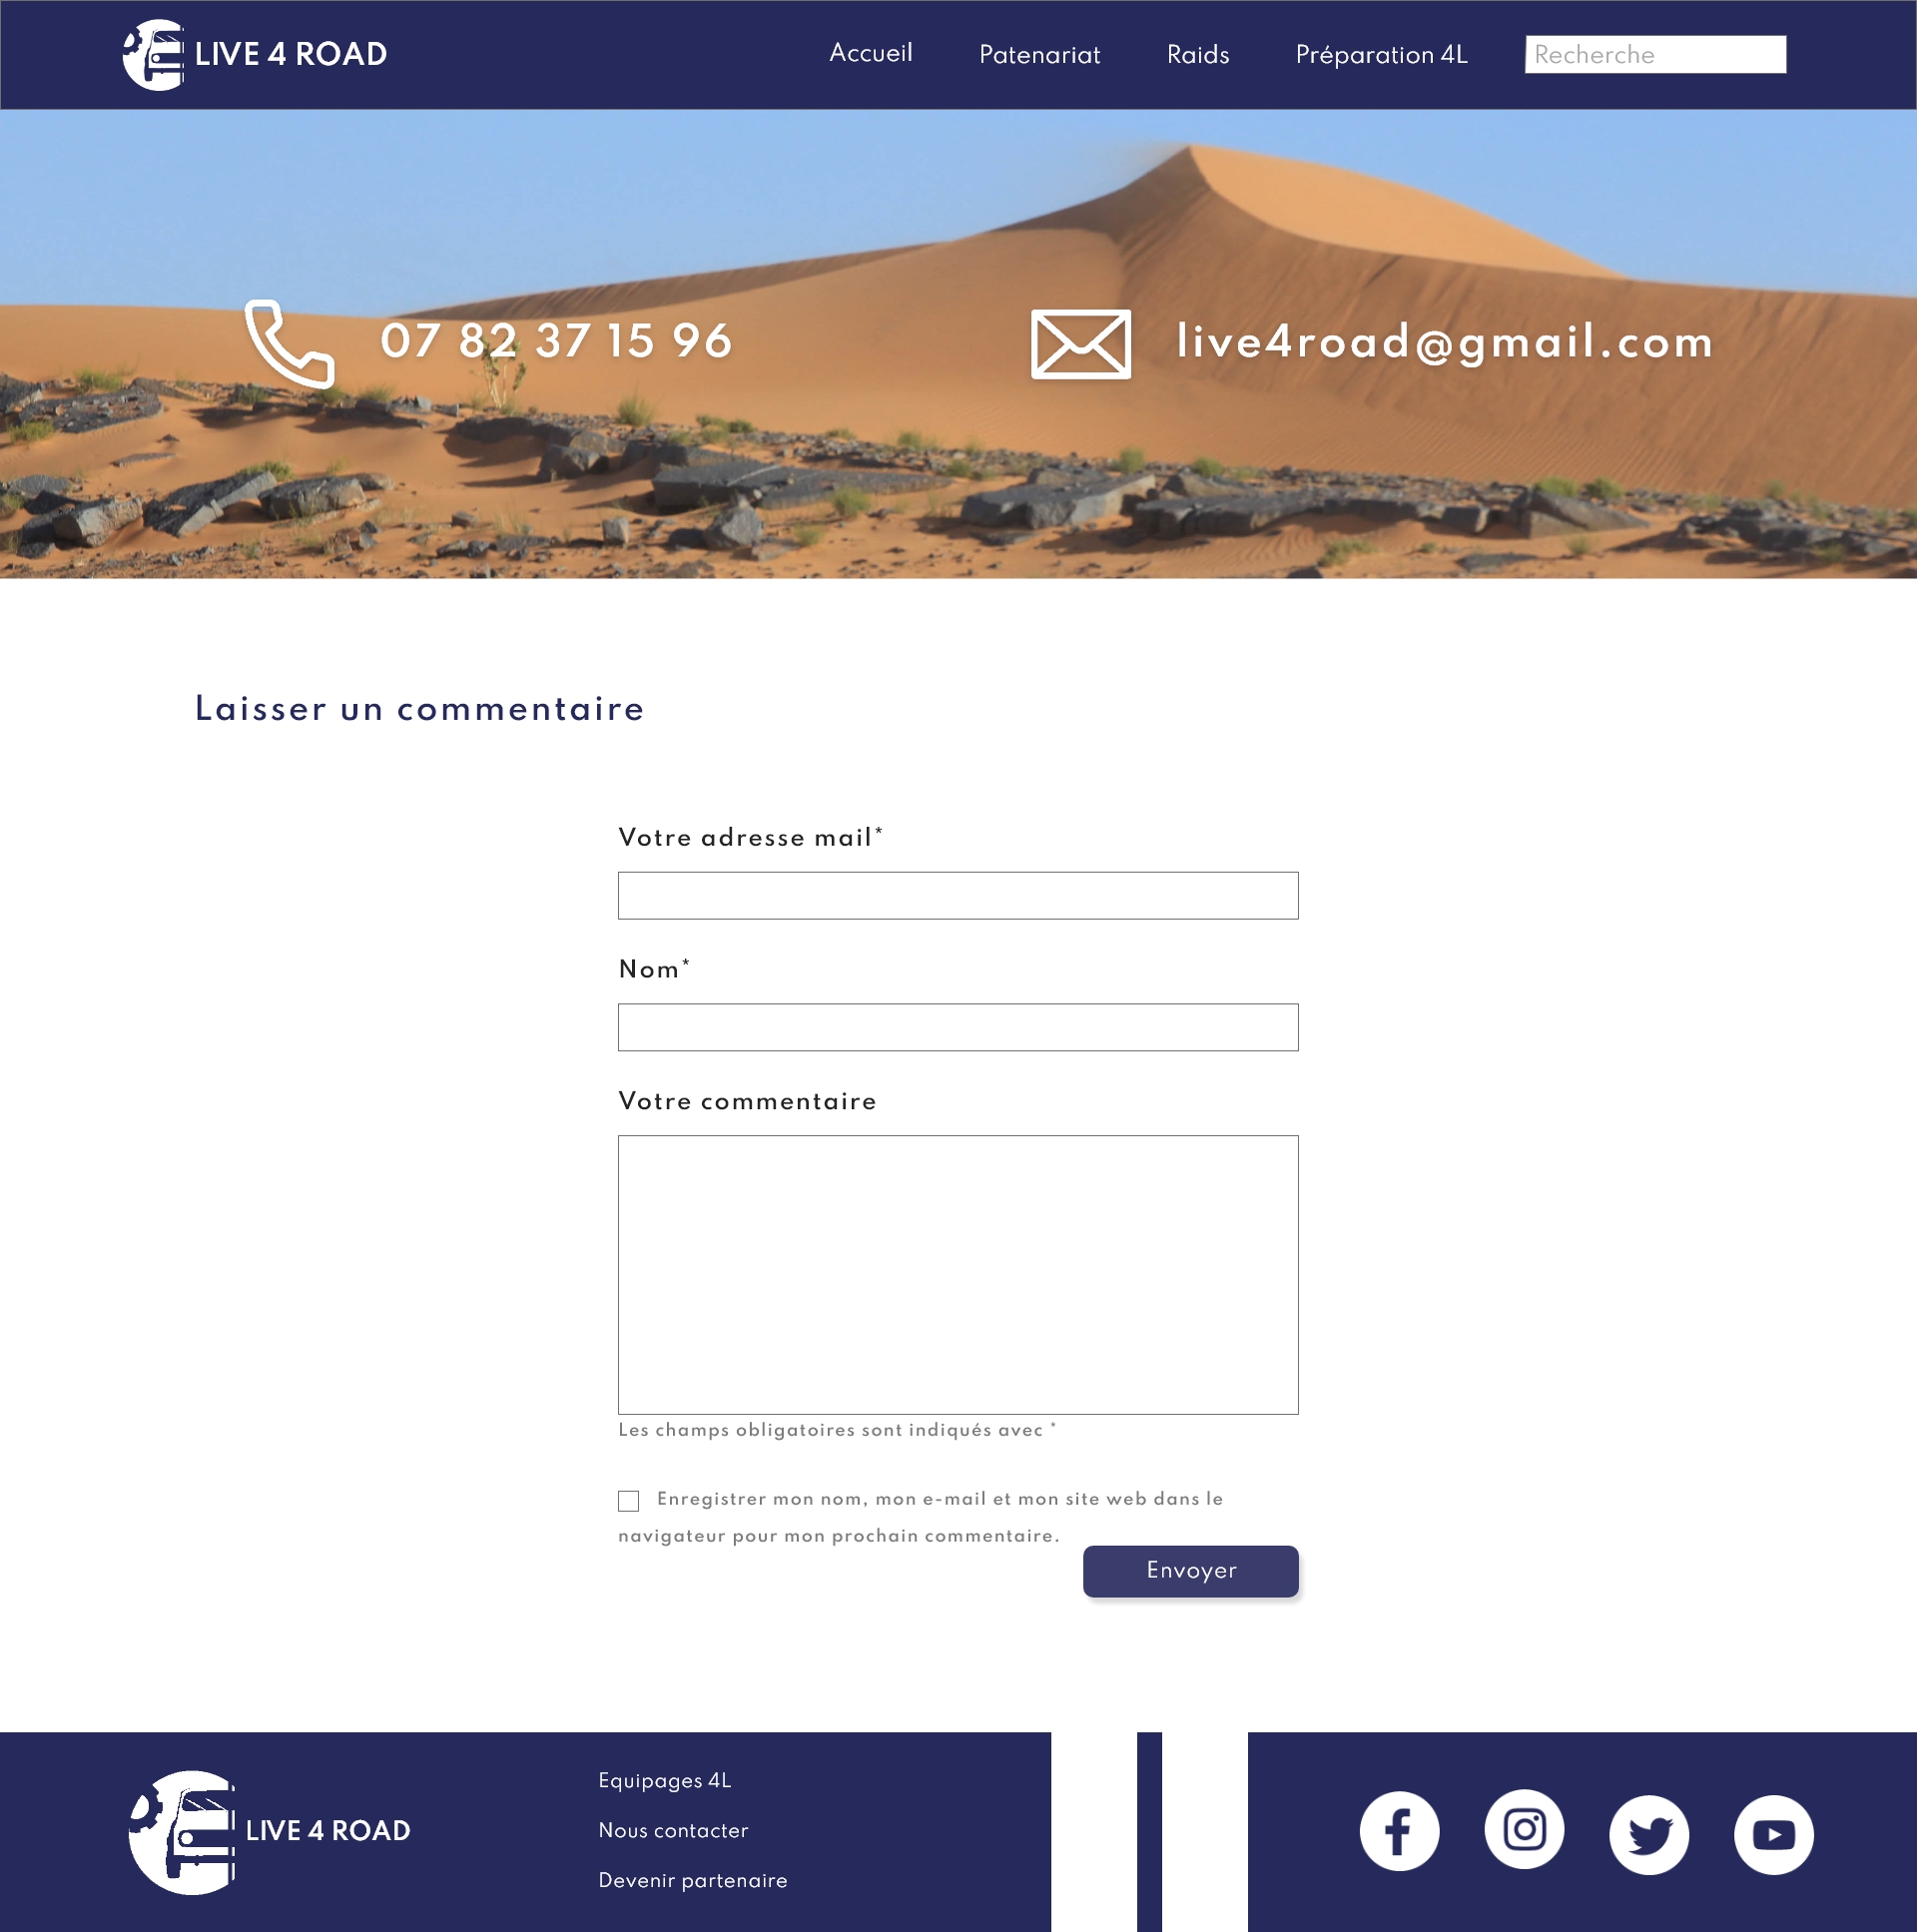 LIVE 4 ROAD
Accueil
Patenariat
Raids
Préparation 4L
Recherche
07 82 37 15 96
live4road@gmail.com
Laisser un commentaire
Votre adresse mail*
Nom*
Votre commentaire
Les champs obligatoires sont indiqués avec *
Enregistrer mon nom, mon e-mail et mon site web dans le
navigateur pour mon prochain commentaire.
Envoyer
LIVE 4 ROAD
Equipages 4L
Nous contacter
Devenir partenaire